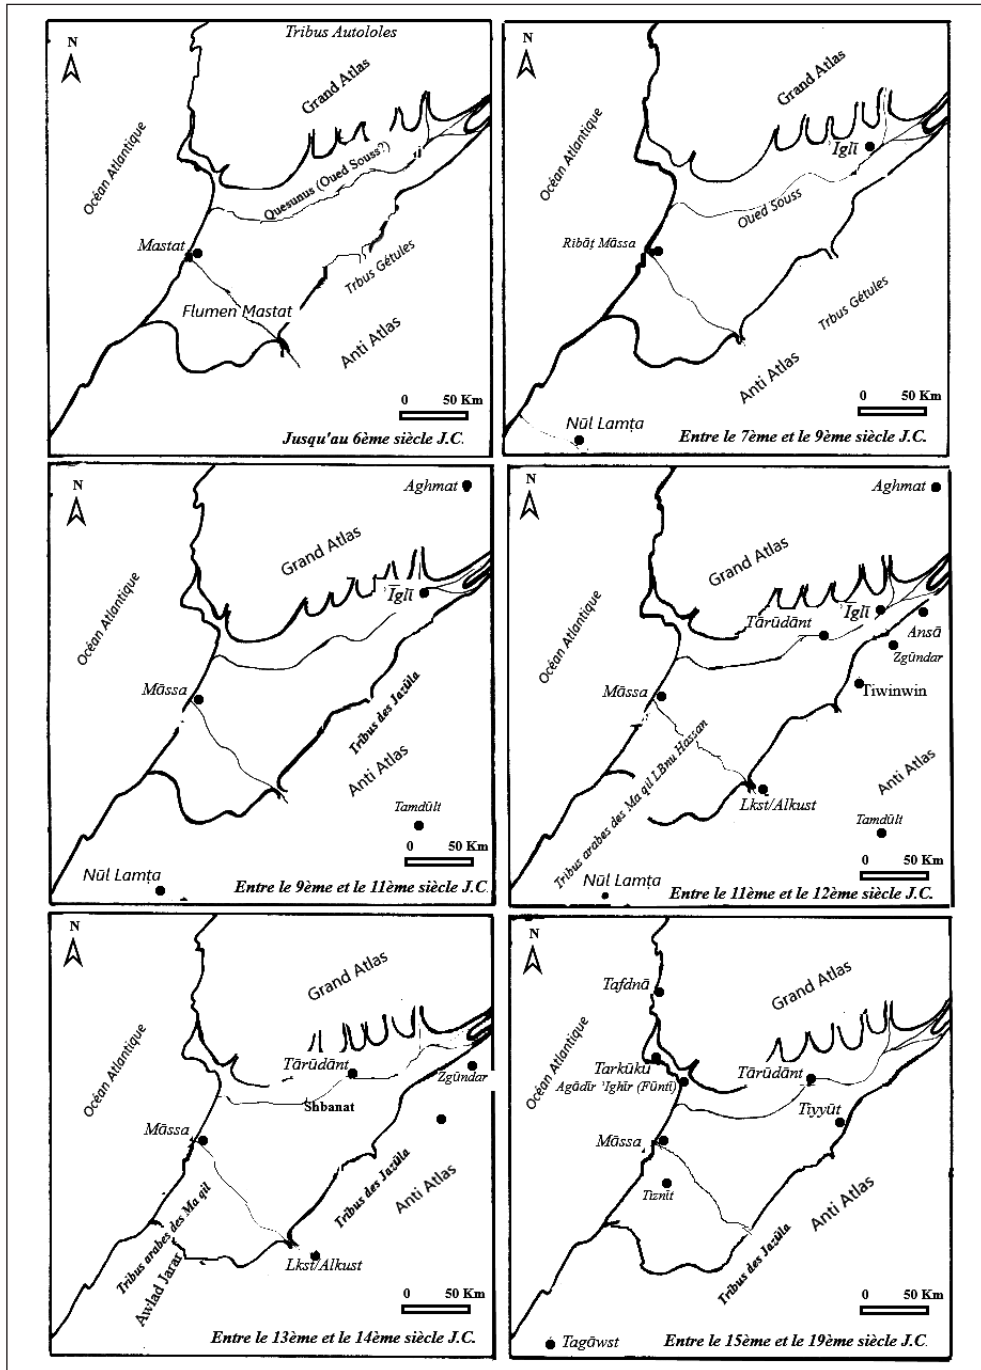 Tribus Autololes
N
Grand Atlas
Océan Atlantique
Quesunus (Oued Souss?)
Mastat
Trbus Gétules
Flumen Mastat
Anti Atlas
0 50 Km
Jusqu'au 6ème siècle J.C.
N
Grand Atlas
Océan Atlantique
Īglī
Oued Souss
Ribāṭ Māssa
Trbus Gétules
Anti Atlas
0 50 Km
Nūl Lamṭa
Entre le 7ème et le 9ème siècle J.C.
N
Aghmat
Grand Atlas
Océan Atlantique
Īglī
Māssa
Tribus des Jazūla
Anti Atlas
Tamdūlt
0 50 Km
Nūl Lamṭa
Entre le 9ème et le 11ème siècle J.C.
N
Aghmat
Grand Atlas
Océan Atlantique
Tārūdānt
Īglī
Ansā
Zgūndar
Tiwinwin
Māssa
Tribus arabes des Ma qil LBnu Hassan
Lkst/Alkust
Anti Atlas
Tamdūlt
0 50 Km
Nūl Lamṭa
Entre le 11ème et le 12ème siècle J.C.
N
Grand Atlas
Océan Atlantique
Tārūdānt
Zgūndar
Shbanat
Māssa
Tribus des Jazūla
Anti Atlas
Tribus arabes des Ma qil
Awlad Jarar
Lkst/Alkust
0 50 Km
Entre le 13ème et le 14ème siècle J.C.
N
Tafdnā
Grand Atlas
Océan Atlantique
Tarkūkū
Agādīr 'Ighir (Fūntī)
Tārūdānt
Tiyyūt
Māssa
Tiznīt
Anti Atlas
Tribus des Jazūla
0 50 Km
Tagāwst
Entre le 15ème et le 19ème siècle J.C.